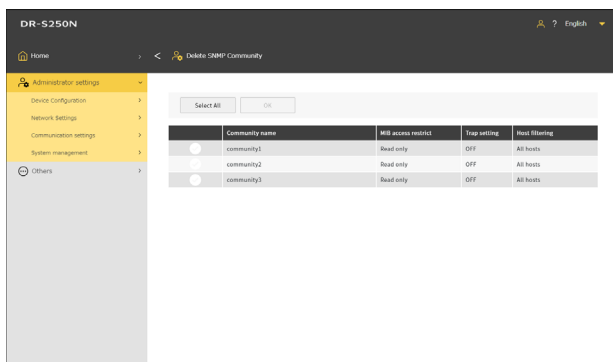 DR-S250N
? English
Home
< Delete SNMP Community
Administrator settings
Device Configuration
Network Settings
Communication settings
System management
Others
Select All OK
Community name MIB access restrict Trap setting Host filtering
community1 Read only OFF All hosts
community2 Read only OFF All hosts
community3 Read only OFF All hosts